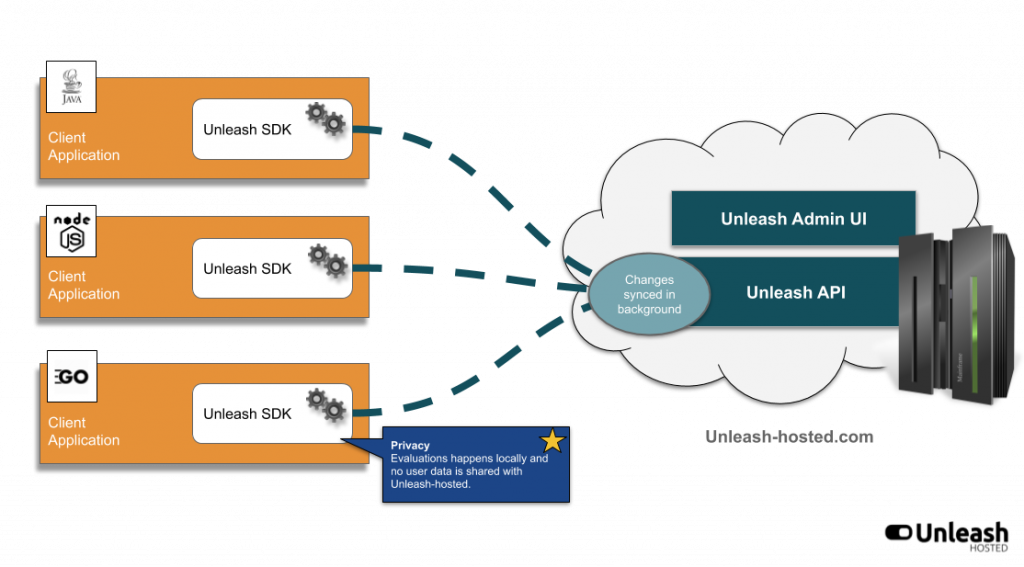 JAVA
Client
Application
Unleash SDK
node
JS
Client
Application
Unleash SDK
GO
Client
Application
Unleash SDK
Privacy
Evaluations happens locally and
no user data is shared with
Unleash-hosted.
Changes
synced in
background
Unleash Admin UI
Unleash API
Mainframe
Unleash-hosted.com
Unleash
HOSTED